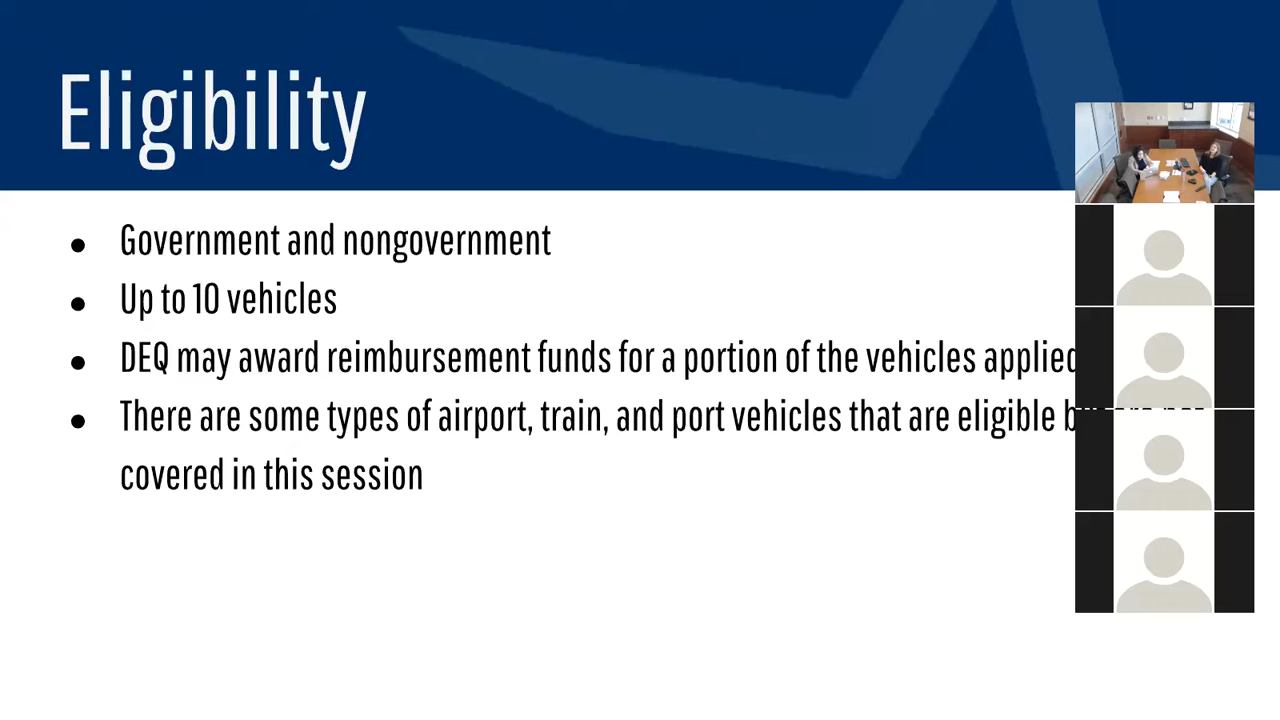 Eligibility
● Government and nongovernment
● Up to 10 vehicles
● DEQ may award reimbursement funds for a portion of the vehicles applied
● There are some types of airport, train, and port vehicles that are eligible
covered in this session